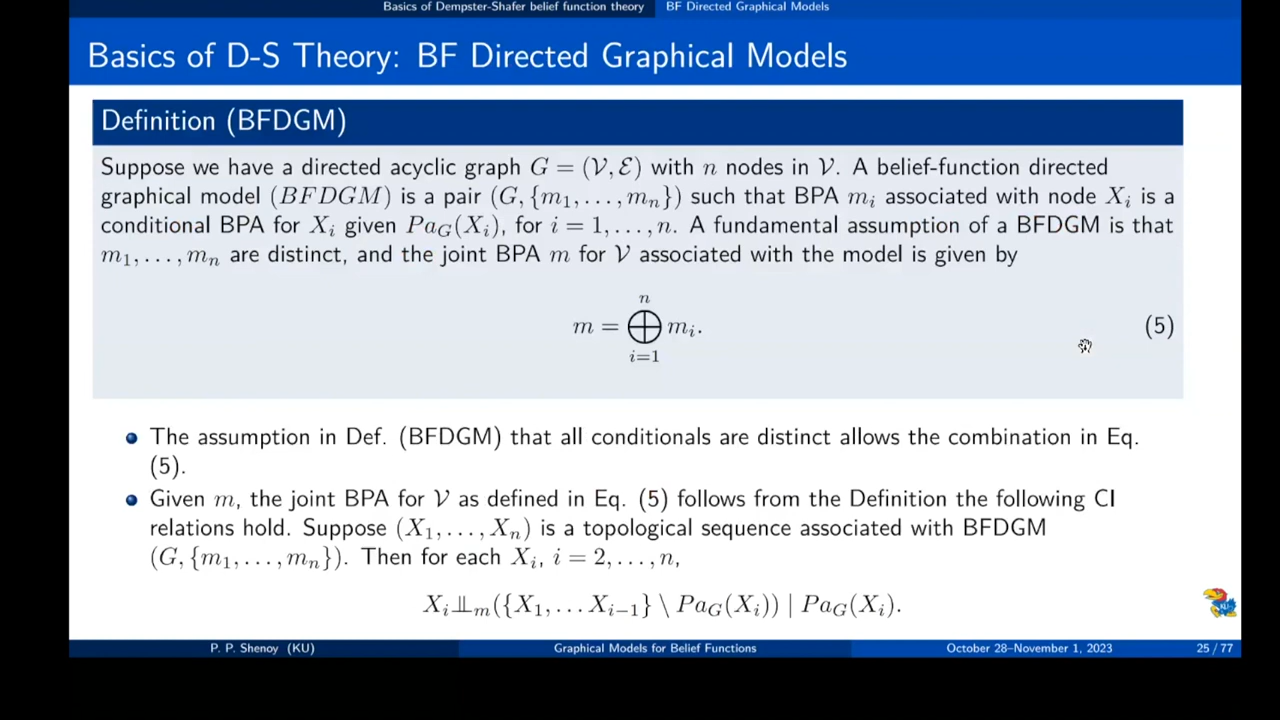 Basics of Dempster-Shafer belief function theory BF Directed Graphical Models
Basics of D-S Theory: BF Directed Graphical Models
Definition (BFDGM)
Suppose we have a directed acyclic graph G = (𝒱, ℰ) with n nodes in 𝒱. A belief-function directed
graphical model (BFDGM) is a pair (G, {m₁, . . . , mₙ}) such that BPA mᵢ associated with node Xᵢ is a
conditional BPA for Xᵢ given Pa_G(Xᵢ), for i = 1, . . . , n. A fundamental assumption of a BFDGM is that
m₁, . . . , mₙ are distinct, and the joint BPA m for 𝒱 associated with the model is given by
m = ⨁ᵢ₌₁ⁿ mᵢ. (5)
The assumption in Def. (BFDGM) that all conditionals are distinct allows the combination in Eq.
(5).
Given m, the joint BPA for 𝒱 as defined in Eq. (5) follows from the Definition the following CI
relations hold. Suppose (X₁, . . . , Xₙ) is a topological sequence associated with BFDGM
(G, {m₁, . . . , mₙ}). Then for each Xᵢ, i = 2, . . . , n,
Xᵢ ⫫ₘ ({X₁, . . . Xᵢ₋₁} \ Pa_G(Xᵢ)) | Pa_G(Xᵢ).
KU
P. P. Shenoy (KU) Graphical Models for Belief Functions October 28–November 1, 2023 25 / 77